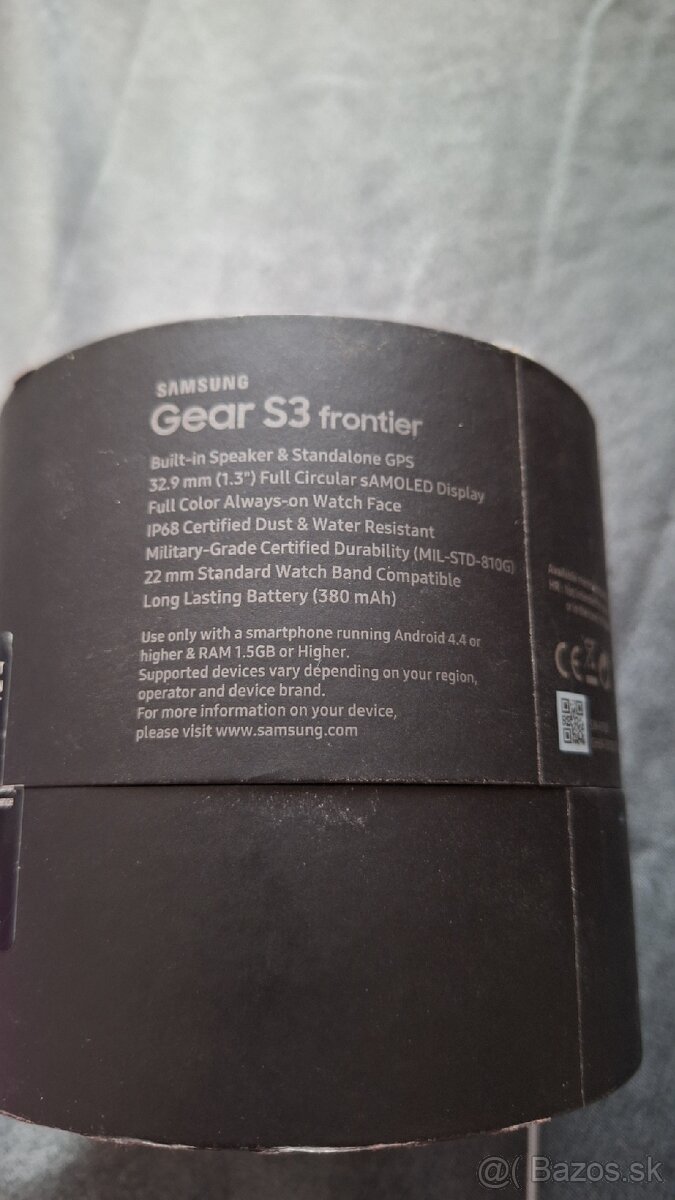 SAMSUNG
Gear S3 frontier
Built-in Speaker & Standalone GPS
32.9 mm (1.3") Full Circular sAMOLED Display
Full Color Always-on Watch Face
IP68 Certified Dust & Water Resistant
Military-Grade Certified Durability (MIL-STD-810G)
22 mm Standard Watch Band Compatible
Long Lasting Battery (380 mAh)
Use only with a smartphone running Android 4.4 or
higher & RAM 1.5GB or Higher.
Supported devices vary depending on your region,
operator and device brand.
For more information on your device,
please visit www.samsung.com
CE
@( Bazos.sk